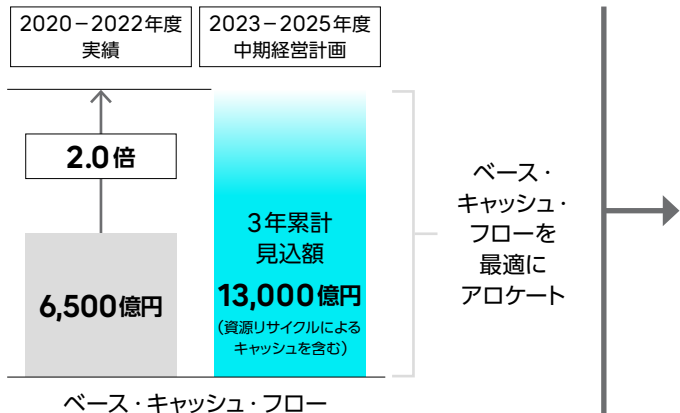 2020−2022年度
実績
2023−2025年度
中期経営計画
2.0倍
6,500億円
3年累計
見込額
13,000億円
（資源リサイクルによる
キャッシュを含む）
ベース・キャッシュ・フロー
ベース・
キャッシュ・
フローを
最適に
アロケート